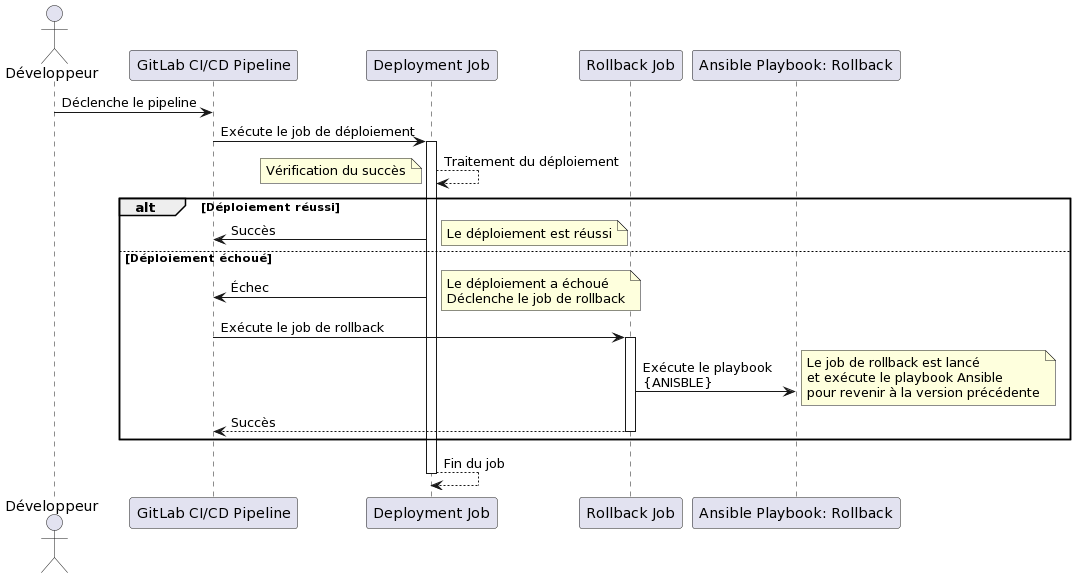 Développeur
GitLab CI/CD Pipeline
Deployment Job
Rollback Job
Ansible Playbook: Rollback
Déclenche le pipeline
Exécute le job de déploiement
Traitement du déploiement
Vérification du succès
alt
[Déploiement réussi]
Succès
Le déploiement est réussi
[Déploiement échoué]
Échec
Le déploiement a échoué
Déclenche le job de rollback
Exécute le job de rollback
Exécute le playbook
{ANISBLE}
Le job de rollback est lancé
et exécute le playbook Ansible
pour revenir à la version précédente
Succès
Fin du job
Développeur
GitLab CI/CD Pipeline
Deployment Job
Rollback Job
Ansible Playbook: Rollback